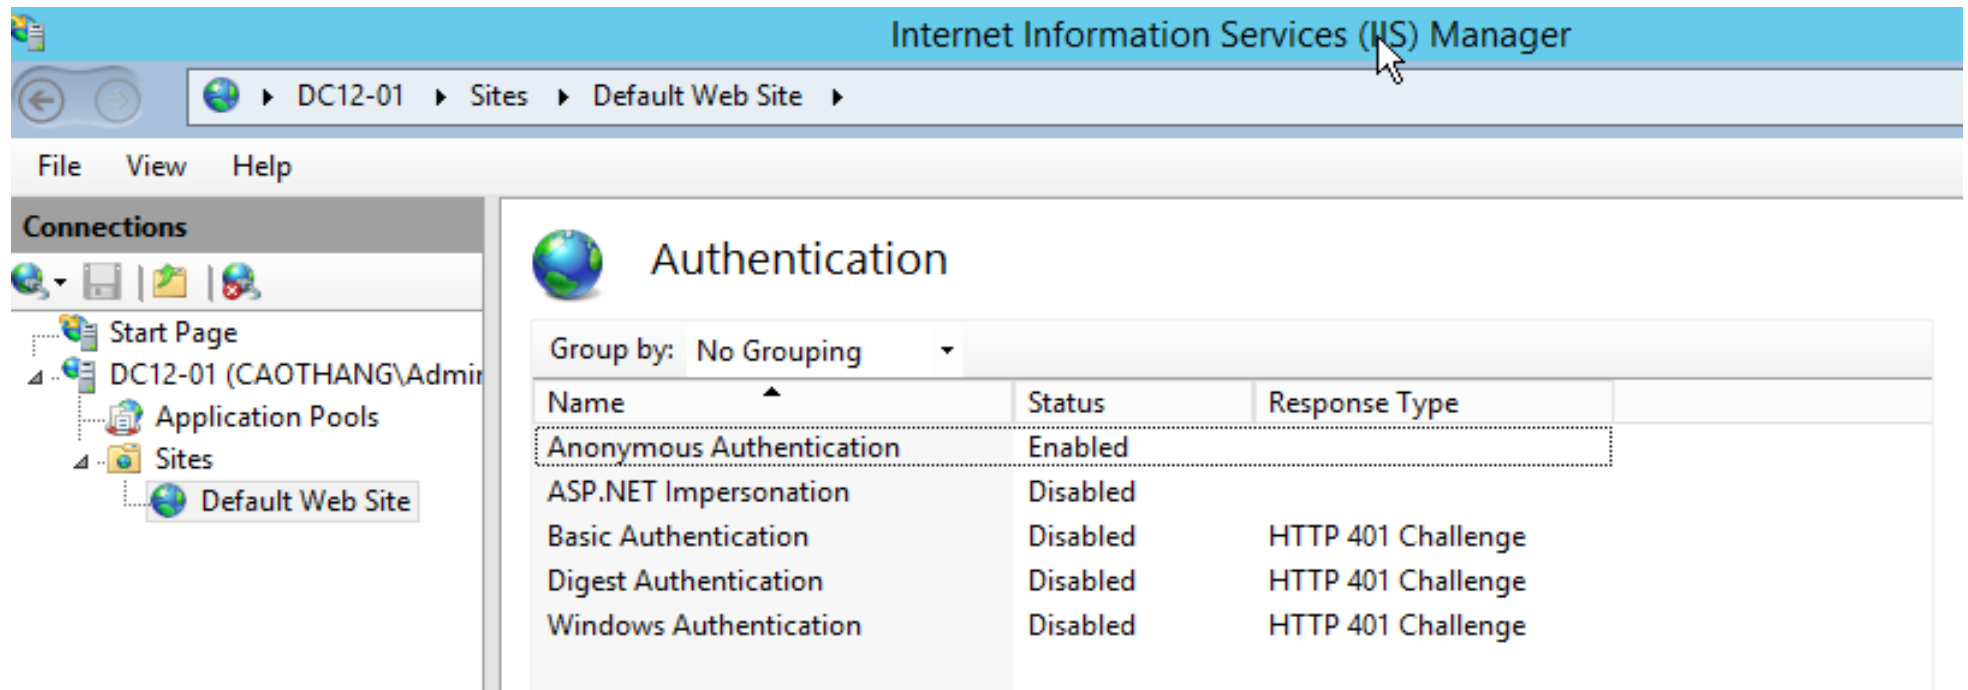 Internet Information Services (IIS) Manager
DC12-01 Sites Default Web Site
File View Help
Connections
Start Page
DC12-01 (CAOTHANG\Admir
Application Pools
Sites
Default Web Site
Authentication
Group by: No Grouping
Name Status Response Type
Anonymous Authentication Enabled
ASP.NET Impersonation Disabled
Basic Authentication Disabled HTTP 401 Challenge
Digest Authentication Disabled HTTP 401 Challenge
Windows Authentication Disabled HTTP 401 Challenge